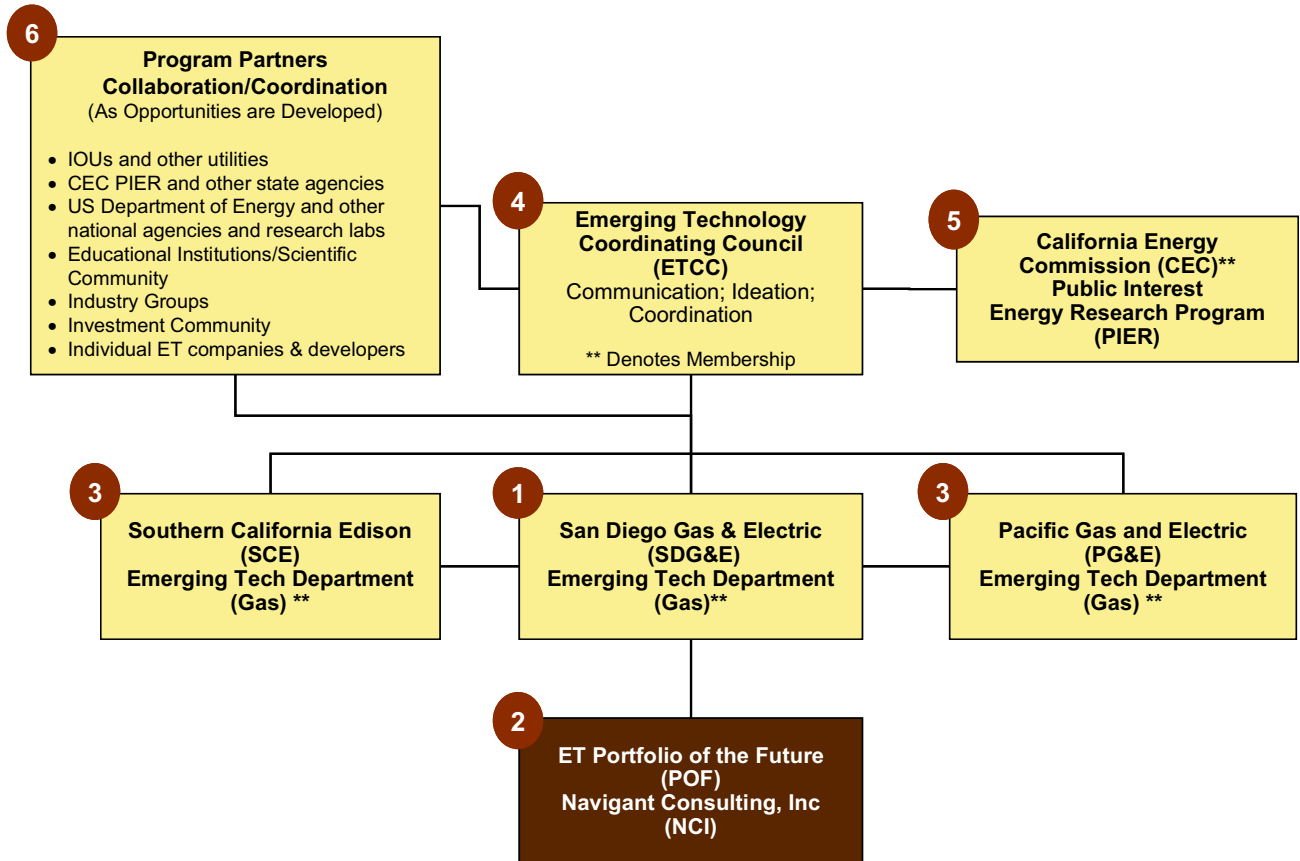 6
Program Partners
Collaboration/Coordination
(As Opportunities are Developed)
• IOUs and other utilities
• CEC PIER and other state agencies
• US Department of Energy and other
national agencies and research labs
• Educational Institutions/Scientific
Community
• Industry Groups
• Investment Community
• Individual ET companies & developers
4
Emerging Technology
Coordinating Council
(ETCC)
Communication; Ideation;
Coordination
** Denotes Membership
5
California Energy
Commission (CEC)**
Public Interest
Energy Research Program
(PIER)
3
Southern California Edison
(SCE)
Emerging Tech Department
(Gas) **
1
San Diego Gas & Electric
(SDG&E)
Emerging Tech Department
(Gas)**
3
Pacific Gas and Electric
(PG&E)
Emerging Tech Department
(Gas) **
2
ET Portfolio of the Future
(POF)
Navigant Consulting, Inc
(NCI)